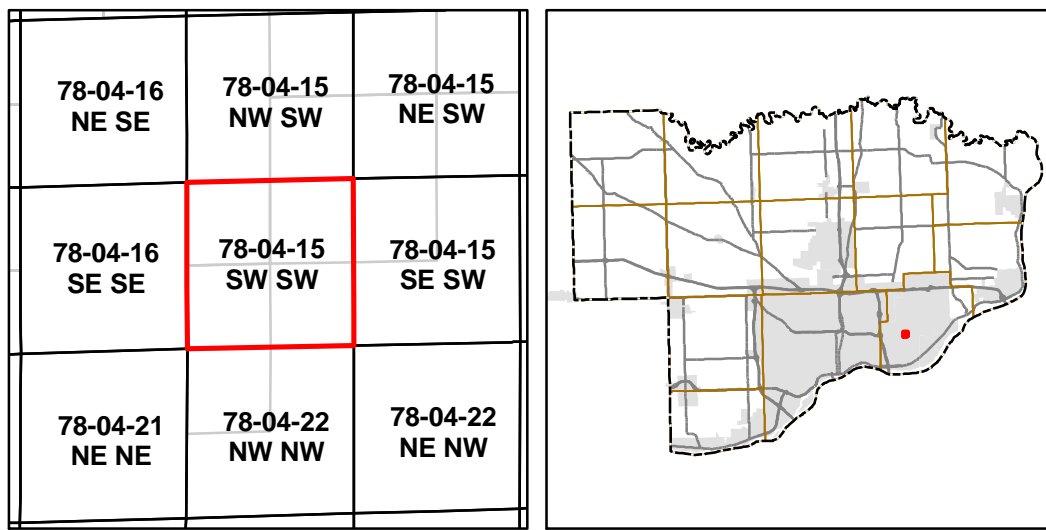 78-04-16
NE SE
78-04-15
NW SW
78-04-15
NE SW
78-04-16
SE SE
78-04-15
SW SW
78-04-15
SE SW
78-04-21
NE NE
78-04-22
NW NW
78-04-22
NE NW